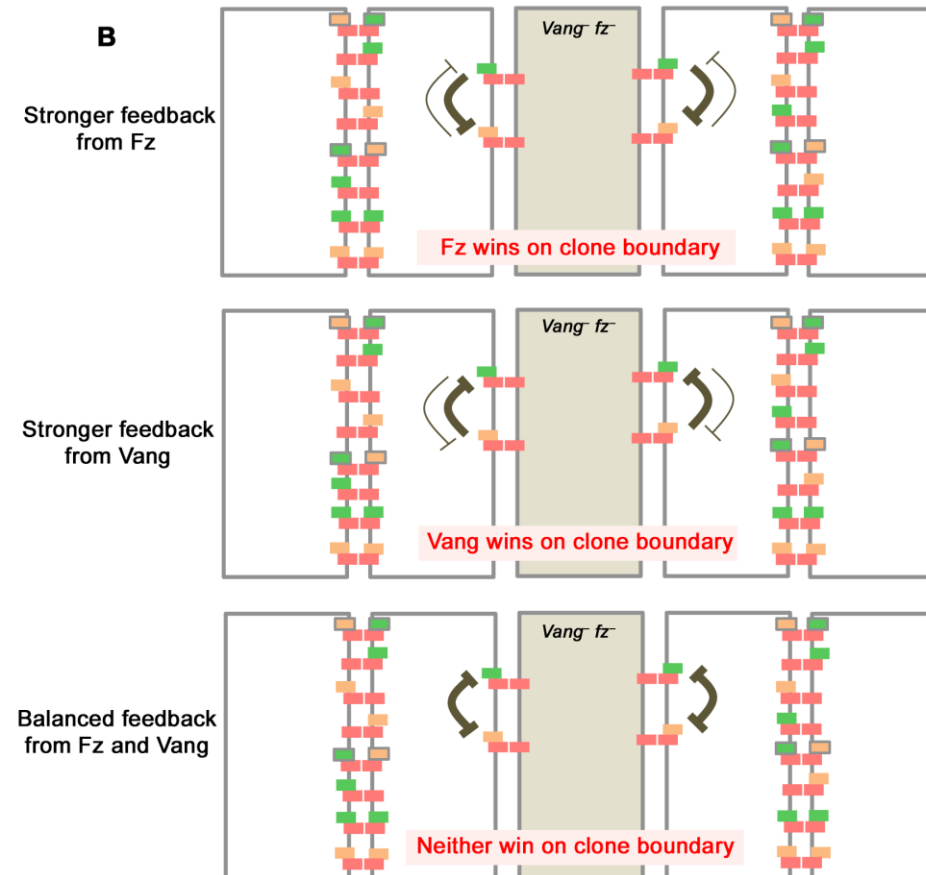 B
Vang⁻ fz⁻
Stronger feedback
from Fz
Fz wins on clone boundary
Vang⁻ fz⁻
Stronger feedback
from Vang
Vang wins on clone boundary
Vang⁻ fz⁻
Balanced feedback
from Fz and Vang
Neither win on clone boundary